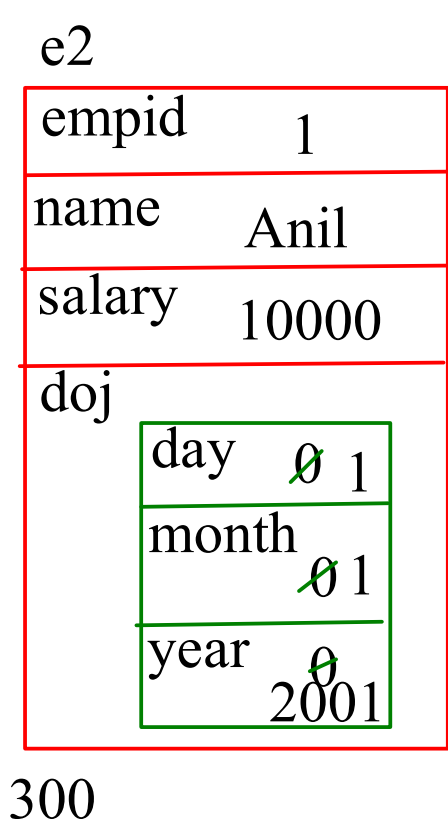 e2
empid 1
name Anil
salary 10000
doj
day 0 1
month
0 1
year 0
2001
300